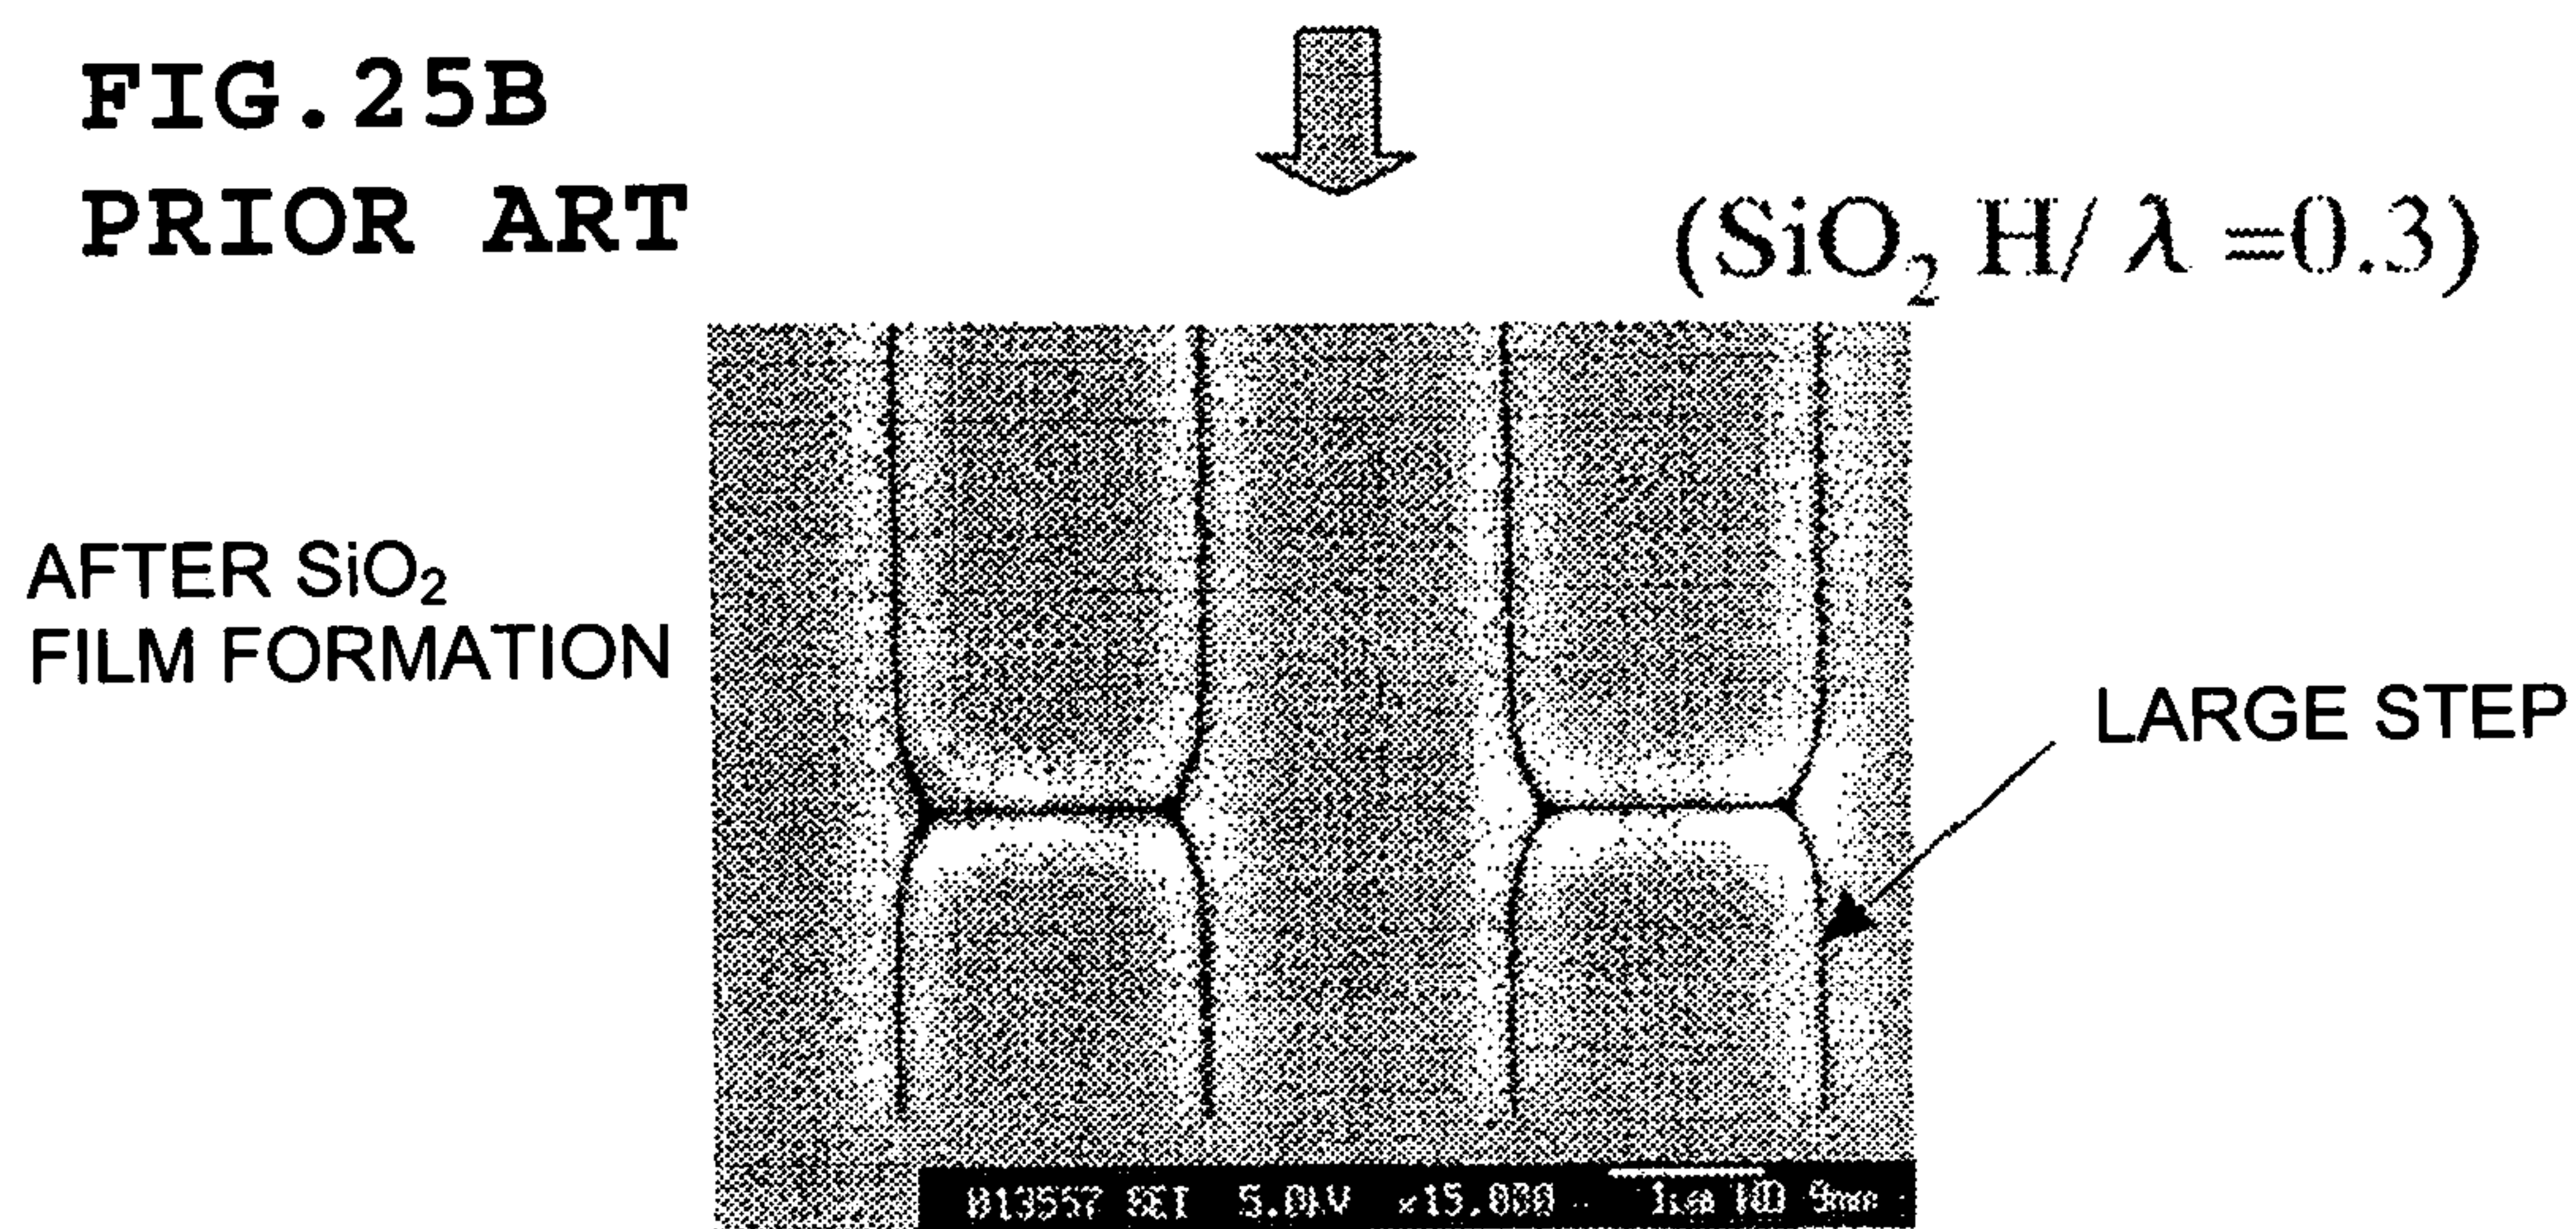 FIG.25B
PRIOR ART
(SiO₂ H/ λ =0.3)
AFTER SiO₂
FILM FORMATION
LARGE STEP
013557 SEI 5.0kV ×15,000 1μm WD 9mm